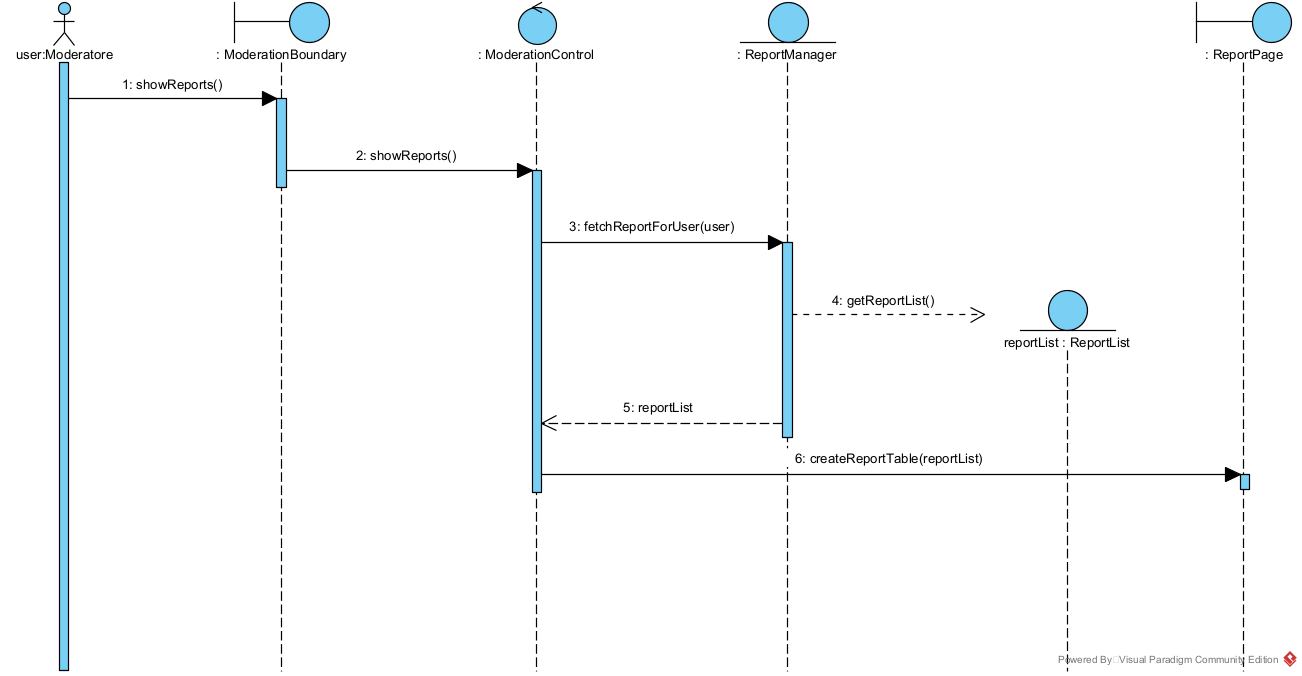 user:Moderatore
: ModerationBoundary
: ModerationControl
: ReportManager
: ReportPage
1: showReports()
2: showReports()
3: fetchReportForUser(user)
4: getReportList()
reportList : ReportList
5: reportList
6: createReportTable(reportList)
Powered By Visual Paradigm Community Edition